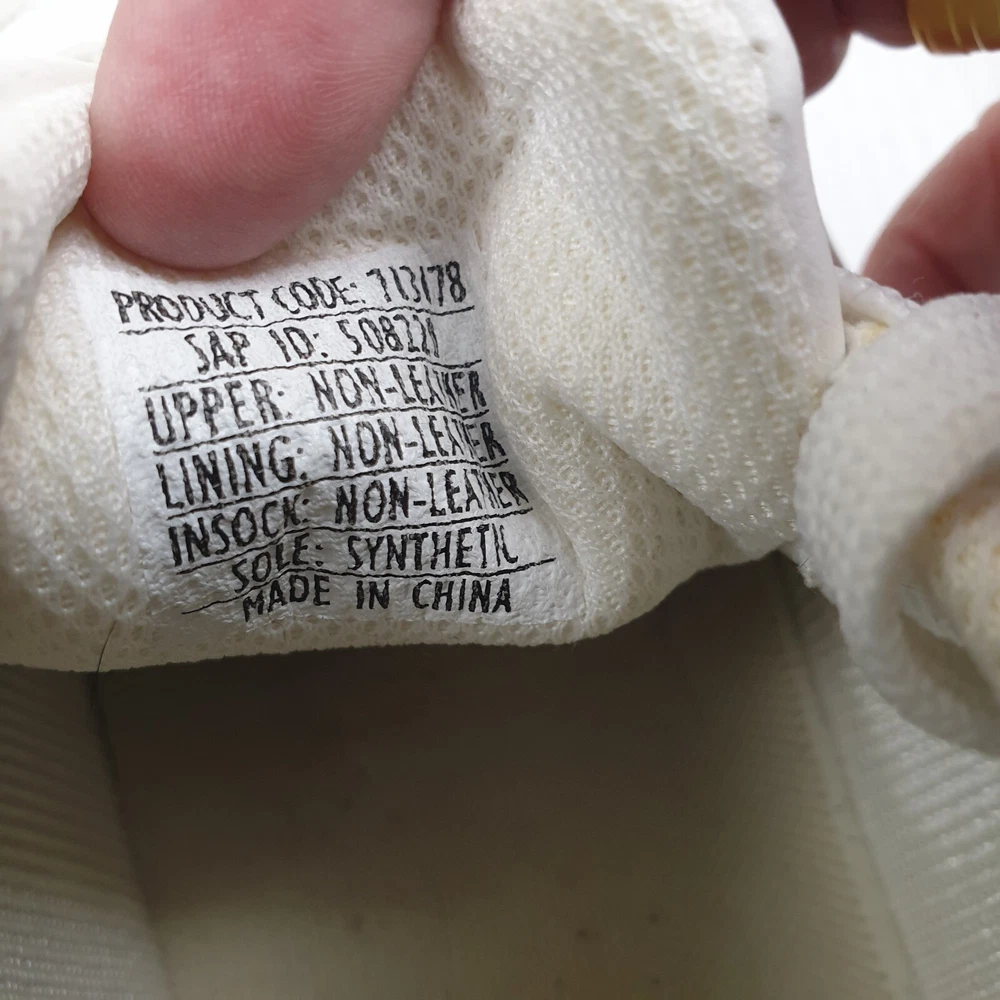 PRODUCT CODE: 713178
SAP ID: 508221
UPPER: NON-LEATHER
LINING: NON-LEATHER
INSOCK: NON-LEATHER
SOLE: SYNTHETIC
MADE IN CHINA